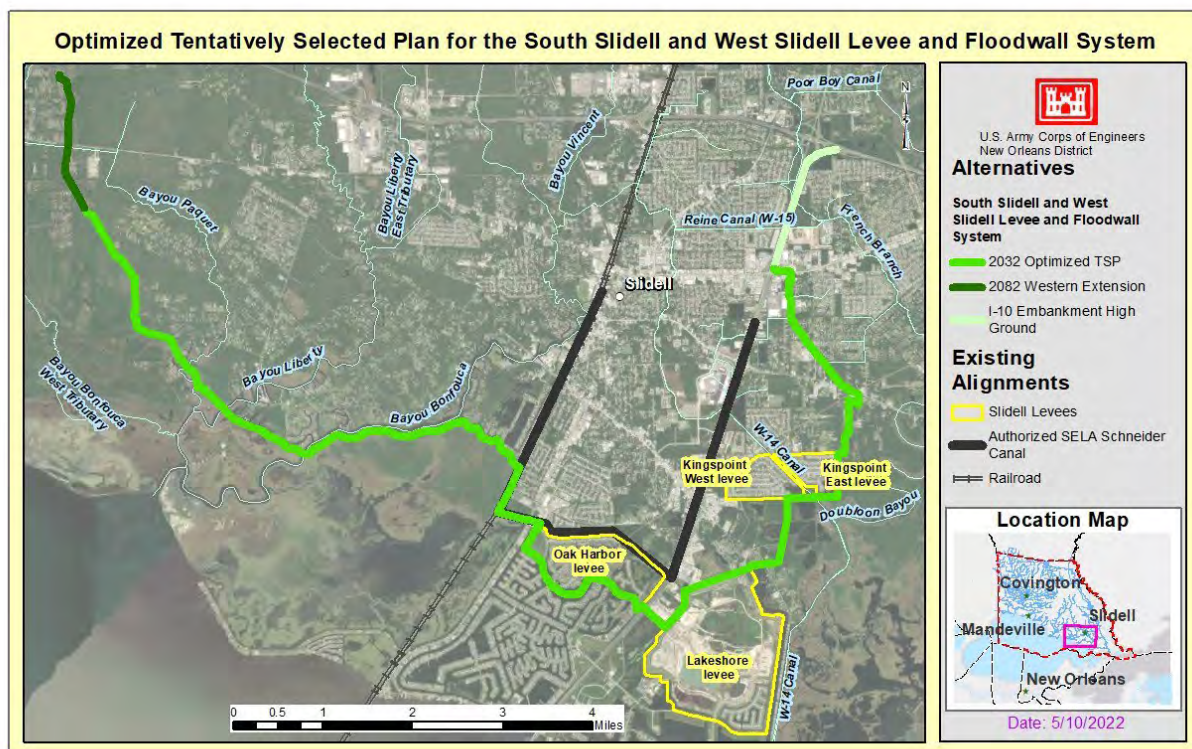 Optimized Tentatively Selected Plan for the South Slidell and West Slidell Levee and Floodwall System
Poor Boy Canal
N
Bayou Vincent
Bayou Liberty
East Tributary
Bayou Paquet
Reine Canal (W-15)
French Branch
Slidell
Bayou Liberty
Bayou Bonfouca
West Tributary
Bayou Bonfouca
W-14 Canal
Kingspoint
West levee
Kingspoint
East levee
Doubloon Bayou
Oak Harbor
levee
Lakeshore
levee
W-14 Canal
0 0.5 1 2 3 4
Miles
U.S. Army Corps of Engineers
New Orleans District
Alternatives
South Slidell and West
Slidell Levee and Floodwall
System
2032 Optimized TSP
2082 Western Extension
I-10 Embankment High
Ground
Existing
Alignments
Slidell Levees
Authorized SELA Schneider
Canal
Railroad
Location Map
Covington
Slidell
Mandeville
New Orleans
Date: 5/10/2022